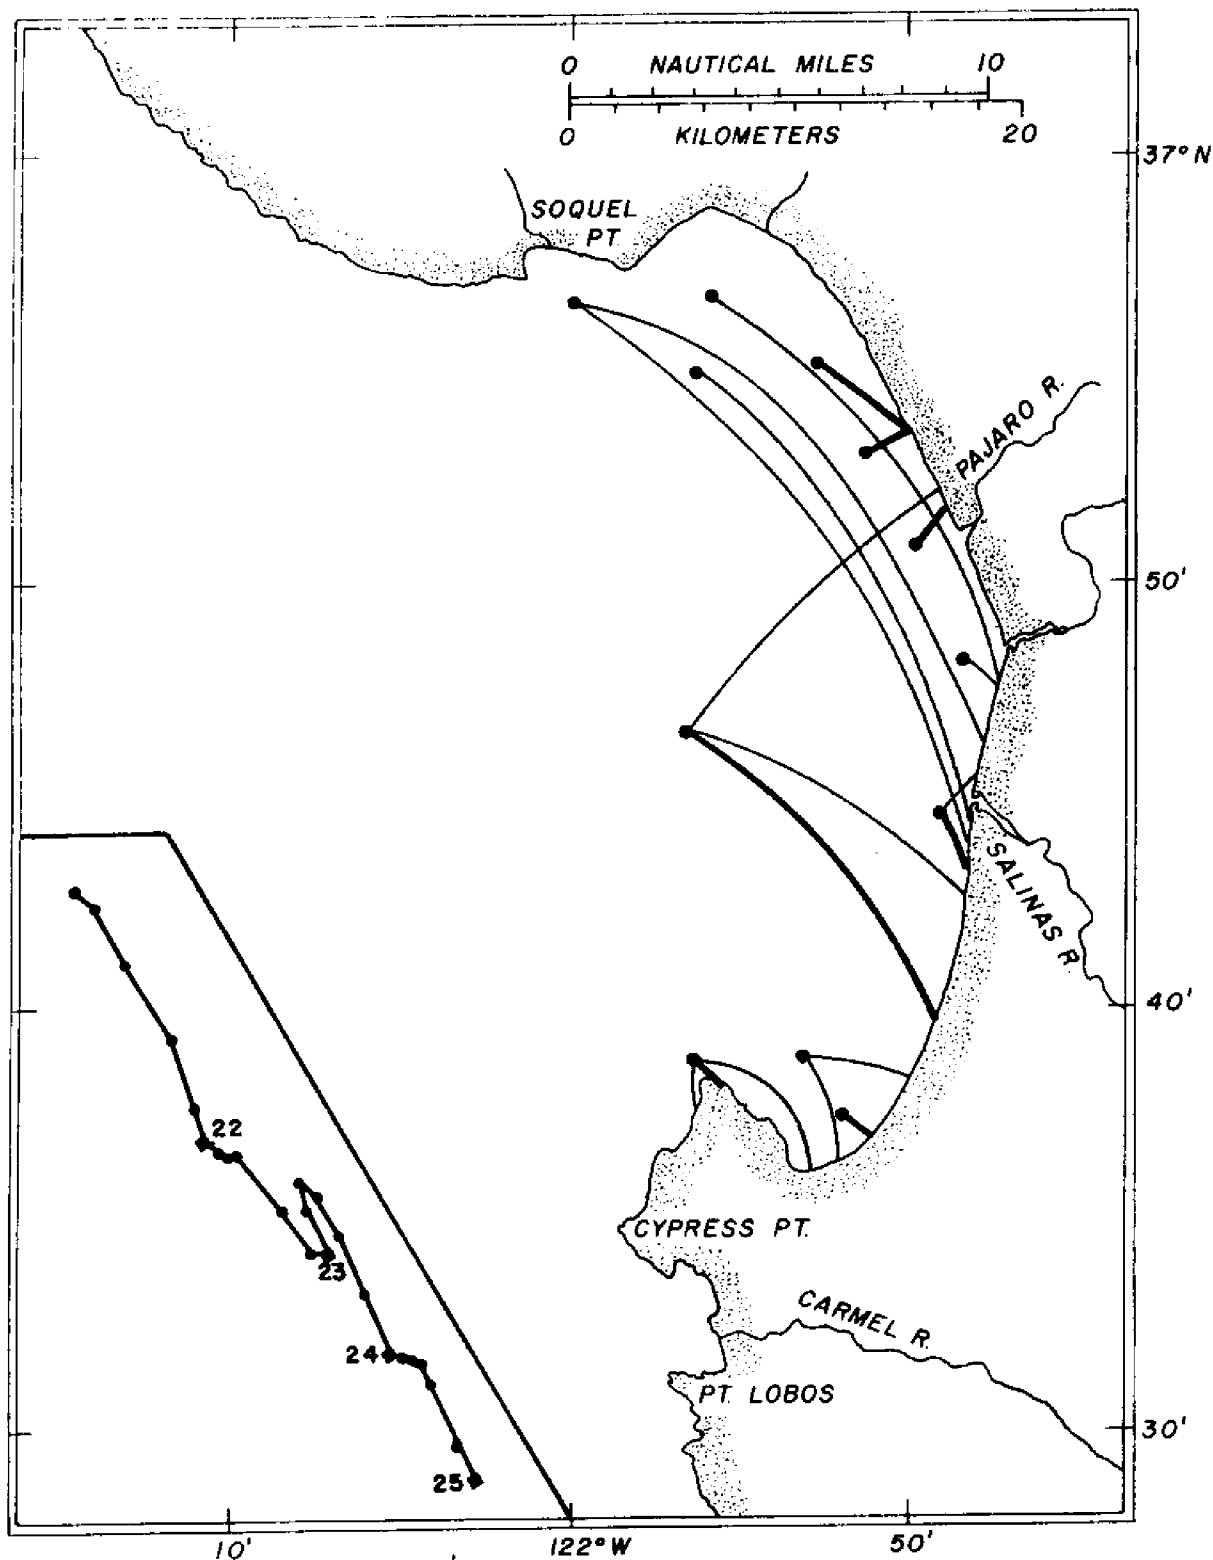 0 NAUTICAL MILES 10
0 KILOMETERS 20
37° N
SOQUEL
PT
PAJARO R.
50'
SALINAS R
40'
22
23
CYPRESS PT.
CARMEL R.
24
PT. LOBOS
30'
25
10' 122° W 50'